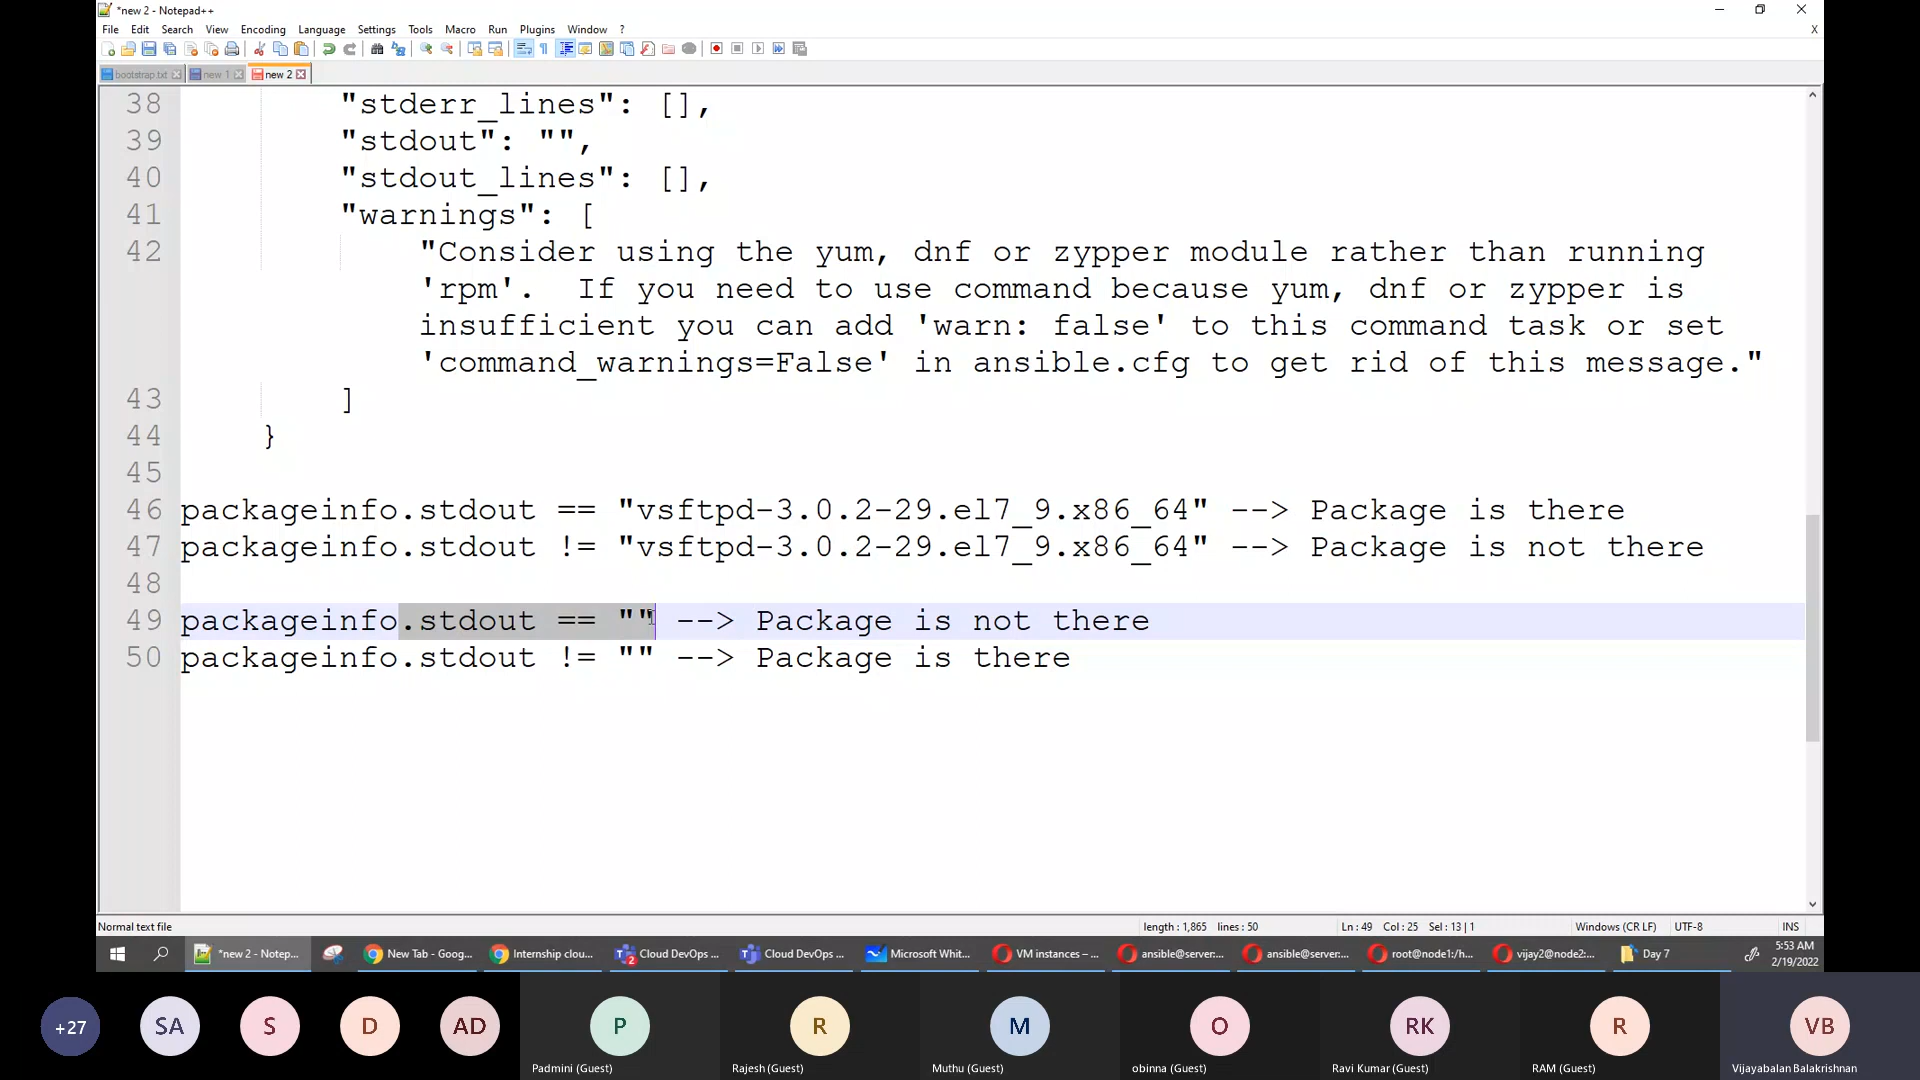 *new 2 - Notepad++
File Edit Search View Encoding Language Settings Tools Macro Run Plugins Window ?
X
bootstrap.txt new 1 new 2
38 "stderr_lines": [],
39 "stdout": "",
40 "stdout_lines": [],
41 "warnings": [
42 "Consider using the yum, dnf or zypper module rather than running
'rpm'.  If you need to use command because yum, dnf or zypper is
insufficient you can add 'warn: false' to this command task or set
'command_warnings=False' in ansible.cfg to get rid of this message."
43 ]
44 }
45
46 packageinfo.stdout == "vsftpd-3.0.2-29.el7_9.x86_64" --> Package is there
47 packageinfo.stdout != "vsftpd-3.0.2-29.el7_9.x86_64" --> Package is not there
48
49 packageinfo.stdout == "" --> Package is not there
50 packageinfo.stdout != "" --> Package is there
Normal text file length : 1,865 lines : 50 Ln : 49 Col : 25 Sel : 13 | 1 Windows (CR LF) UTF-8 INS
*new 2 - Notep... New Tab - Goog... Internship clou... 2 Cloud DevOps ... Cloud DevOps ... Microsoft Whit... VM instances – ... ansible@server:... ansible@server:... root@node1:/h... vijay2@node2:... Day 7 5:53 AM
2/19/2022
+27 SA S D AD P R M O RK R VB
Padmini (Guest) Rajesh (Guest) Muthu (Guest) obinna (Guest) Ravi Kumar (Guest) RAM (Guest) Vijayabalan Balakrishnan